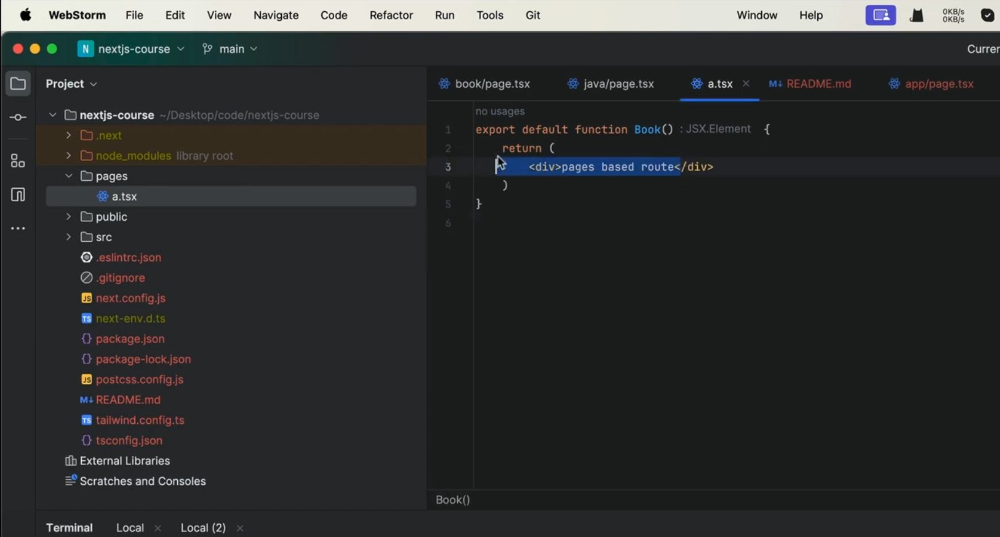 WebStorm File Edit View Navigate Code Refactor Run Tools Git Window Help 0KB/s
0KB/s
N nextjs-course main Curren
Project
nextjs-course ~/Desktop/code/nextjs-course
.next
node_modules library root
pages
a.tsx
public
src
.eslintrc.json
.gitignore
JS next.config.js
TS next-env.d.ts
{} package.json
{} package-lock.json
JS postcss.config.js
M↓ README.md
TS tailwind.config.ts
{} tsconfig.json
External Libraries
Scratches and Consoles
book/page.tsx java/page.tsx a.tsx M↓ README.md app/page.tsx
no usages
1 export default function Book() : JSX.Element {
2 return (
3 <div>pages based route</div>
4 )
5 }
6
Book()
Terminal Local Local (2)